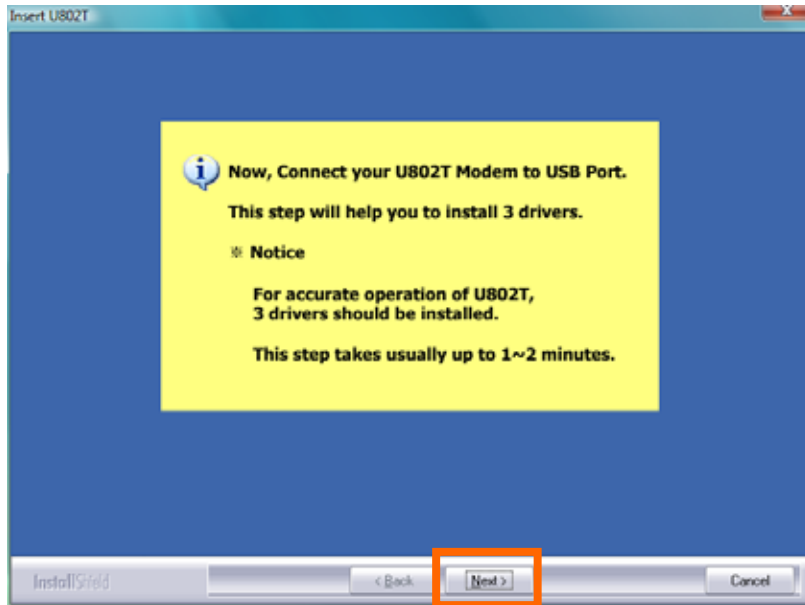 Insert U802T
Now, Connect your U802T Modem to USB Port.
This step will help you to install 3 drivers.
※ Notice
For accurate operation of U802T,
3 drivers should be installed.
This step takes usually up to 1~2 minutes.
InstallShield
< Back Next > Cancel